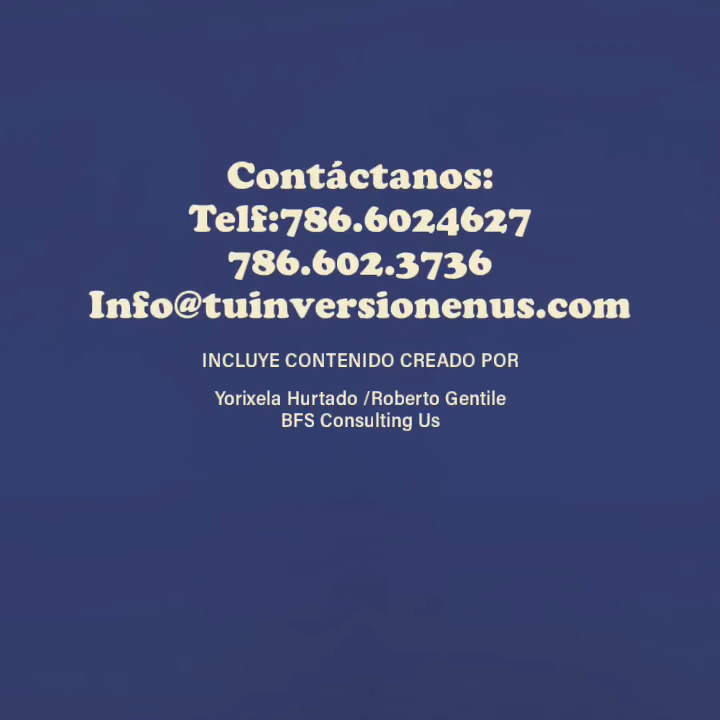 Contáctanos:
Telf:786.6024627
786.602.3736
Info@tuinversionenus.com
INCLUYE CONTENIDO CREADO POR
Yorixela Hurtado /Roberto Gentile
BFS Consulting Us